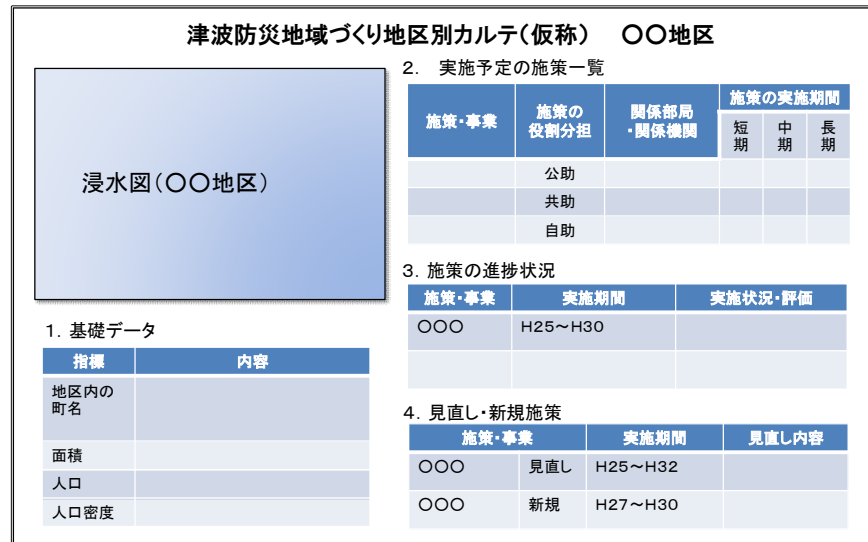 津波防災地域づくり地区別カルテ(仮称)　〇〇地区
浸水図(〇〇地区)
1. 基礎データ
指標 内容
地区内の
町名
面積
人口
人口密度
2.　実施予定の施策一覧
施策・事業 施策の
役割分担 関係部局
・関係機関 施策の実施期間
短
期 中
期 長
期
公助
共助
自助
3. 施策の進捗状況
施策・事業 実施期間 実施状況・評価
〇〇〇 H25～H30
4. 見直し・新規施策
施策・事業 実施期間 見直し内容
〇〇〇 見直し H25～H32
〇〇〇 新規 H27～H30